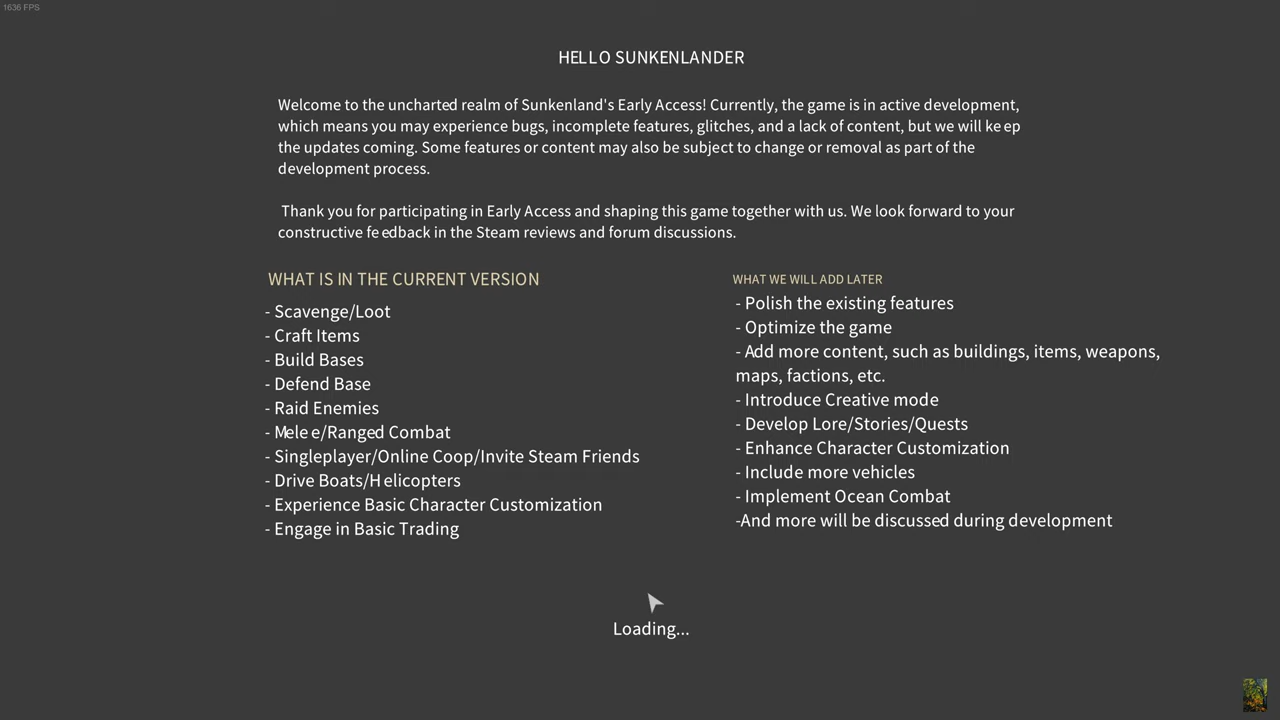 1636 FPS
HELLO SUNKENLANDER
Welcome to the uncharted realm of Sunkenland's Early Access! Currently, the game is in active development,
which means you may experience bugs, incomplete features, glitches, and a lack of content, but we will keep
the updates coming. Some features or content may also be subject to change or removal as part of the
development process.
Thank you for participating in Early Access and shaping this game together with us. We look forward to your
constructive feedback in the Steam reviews and forum discussions.
WHAT IS IN THE CURRENT VERSION
- Scavenge/Loot
- Craft Items
- Build Bases
- Defend Base
- Raid Enemies
- Melee/Ranged Combat
- Singleplayer/Online Coop/Invite Steam Friends
- Drive Boats/Helicopters
- Experience Basic Character Customization
- Engage in Basic Trading
WHAT WE WILL ADD LATER
- Polish the existing features
- Optimize the game
- Add more content, such as buildings, items, weapons,
maps, factions, etc.
- Introduce Creative mode
- Develop Lore/Stories/Quests
- Enhance Character Customization
- Include more vehicles
- Implement Ocean Combat
-And more will be discussed during development
Loading...